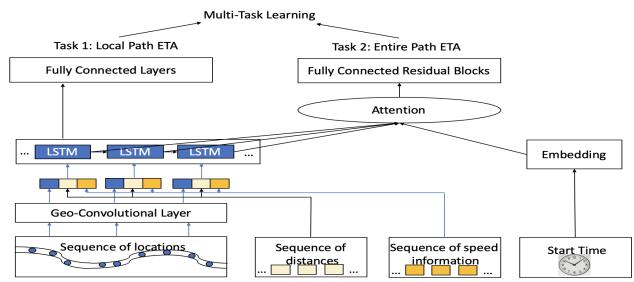 Multi-Task Learning
Task 1: Local Path ETA
Task 2: Entire Path ETA
Fully Connected Layers
Fully Connected Residual Blocks
Attention
... LSTM LSTM LSTM ...
Embedding
Geo-Convolutional Layer
Sequence of locations
Sequence of
distances
... ...
Sequence of speed
information
... ...
Start Time